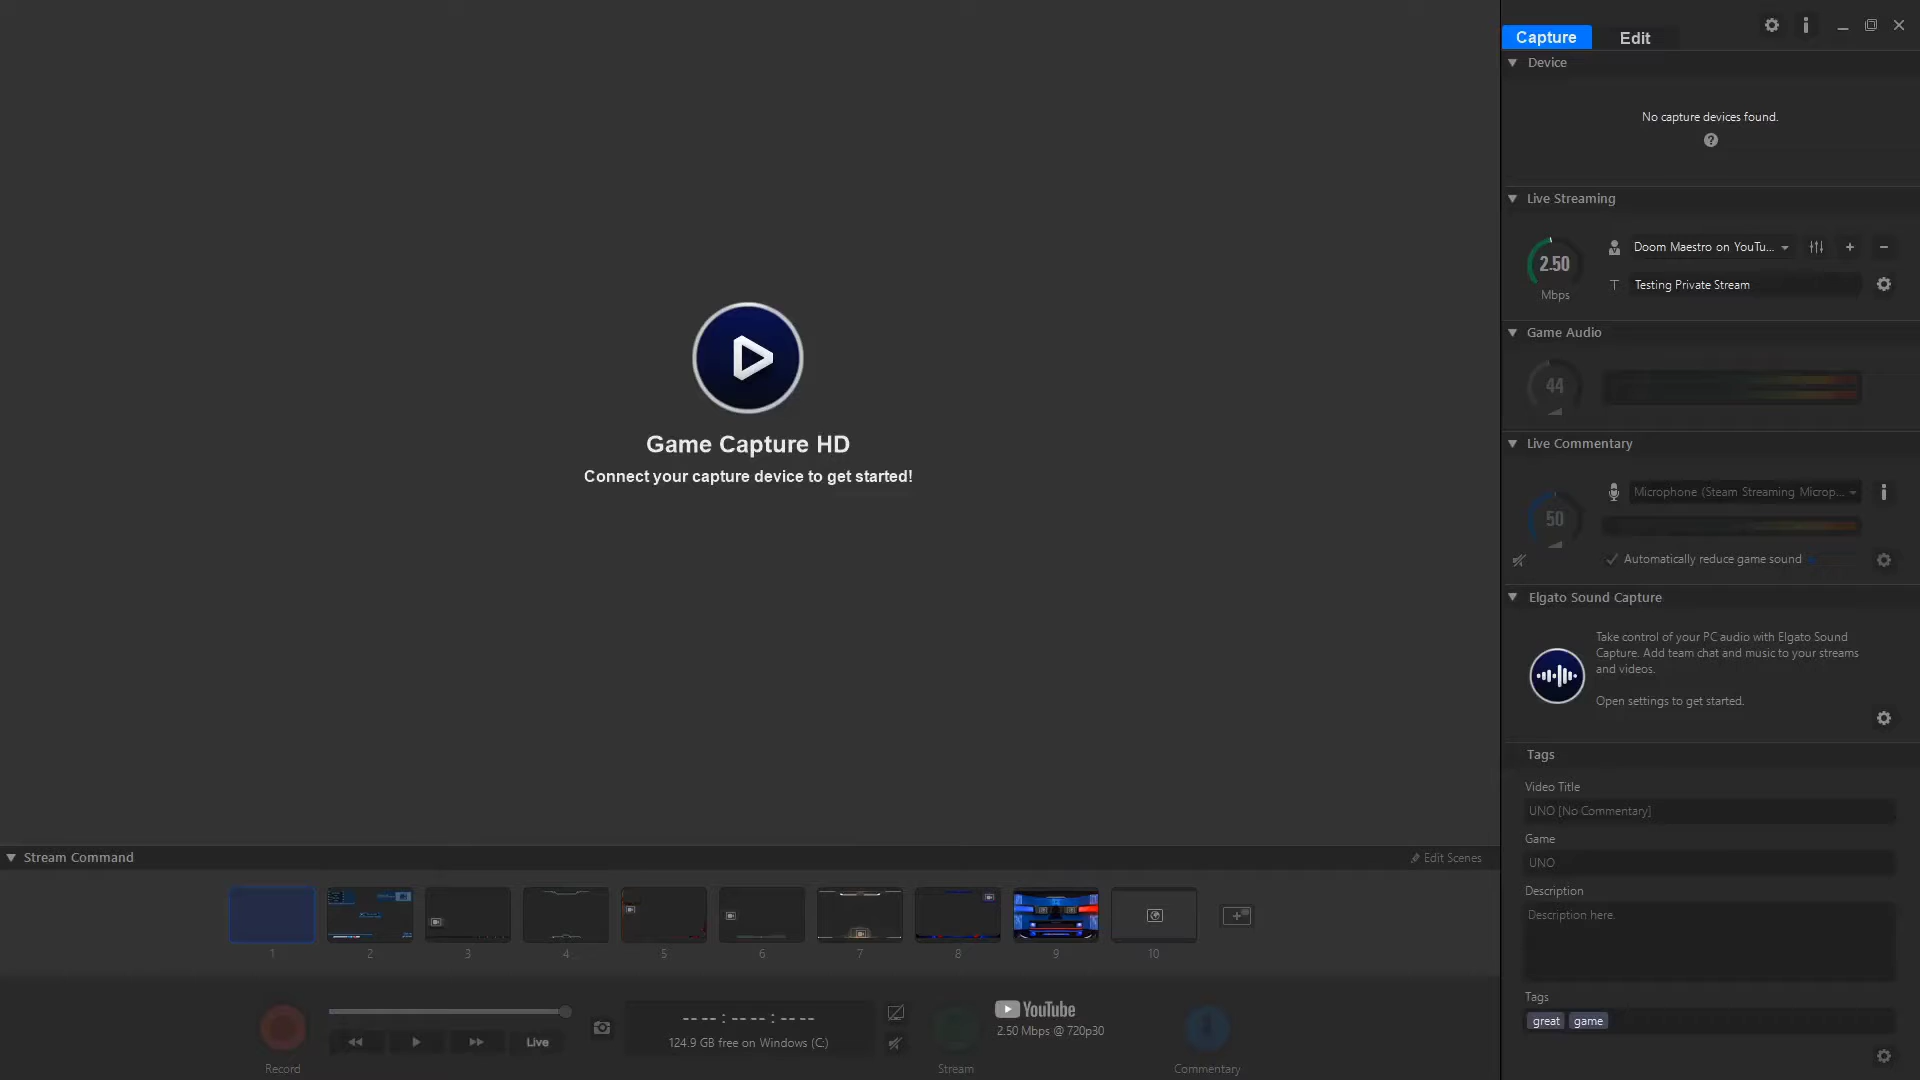 Capture
Edit
Device
No capture devices found.
Live Streaming
2.50
Mbps
Doom Maestro on YouTu...
T
Testing Private Stream
Game Audio
44
Live Commentary
Microphone (Steam Streaming Microp...
50
Automatically reduce game sound
Elgato Sound Capture
Take control of your PC audio with Elgato Sound
Capture. Add team chat and music to your streams
and videos.
Open settings to get started.
Tags
Video Title
UNO [No Commentary]
Game
UNO
Description
Description here.
Tags
great game
Game Capture HD
Connect your capture device to get started!
Stream Command
Edit Scenes
1 2 3 4 5 6 7 8 9 10
Record
Live
-- -- : -- -- : -- --
124.9 GB free on Windows (C:)
Stream
YouTube
2.50 Mbps @ 720p30
Commentary